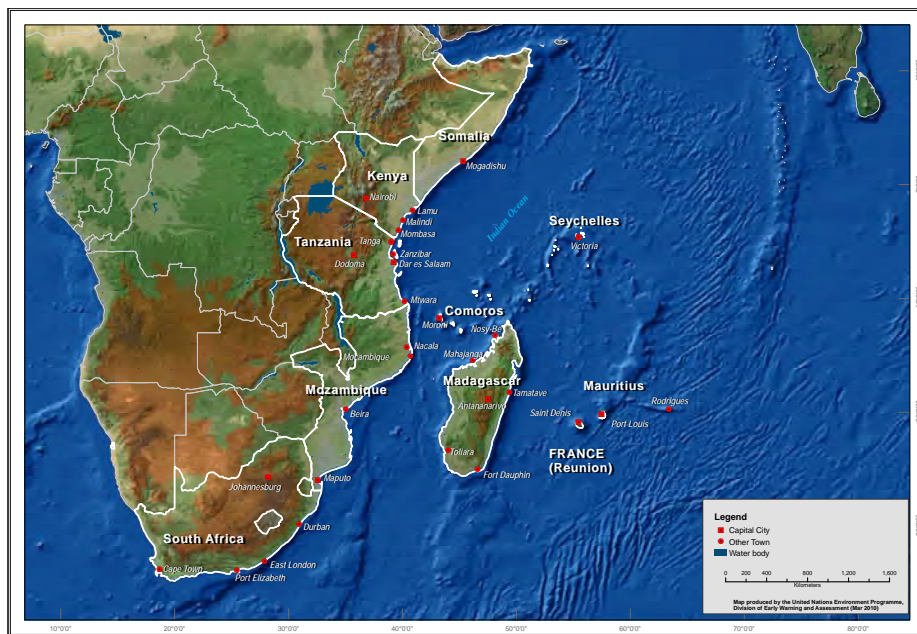 Somalia
Mogadishu
Kenya
Nairobi
Lamu
Malindi
Mombasa
Indian Ocean
Seychelles
Victoria
Tanzania
Tanga
Zanzibar
Dodoma
Dar es Salaam
Mtwara
Comoros
Moroni
Nosy-Be
Nacala
Mocambique
Mahajanga
Mozambique
Madagascar
Antananarivo
Tamatave
Mauritius
Rodrigues
Beira
Saint Denis
Port Louis
Toliara
FRANCE
(Reunion)
Fort Dauphin
Johannesburg
Maputo
Durban
South Africa
East London
Cape Town
Port Elizabeth
Legend
Capital City
Other Town
Water body
0 200 400 800 1,200 1,600
Kilometers
Map produced by the United Nations Environment Programme,
Division of Early Warning and Assessment (Mar 2010)
10°0'0" 20°0'0" 30°0'0" 40°0'0" 50°0'0" 60°0'0" 70°0'0" 80°0'0"